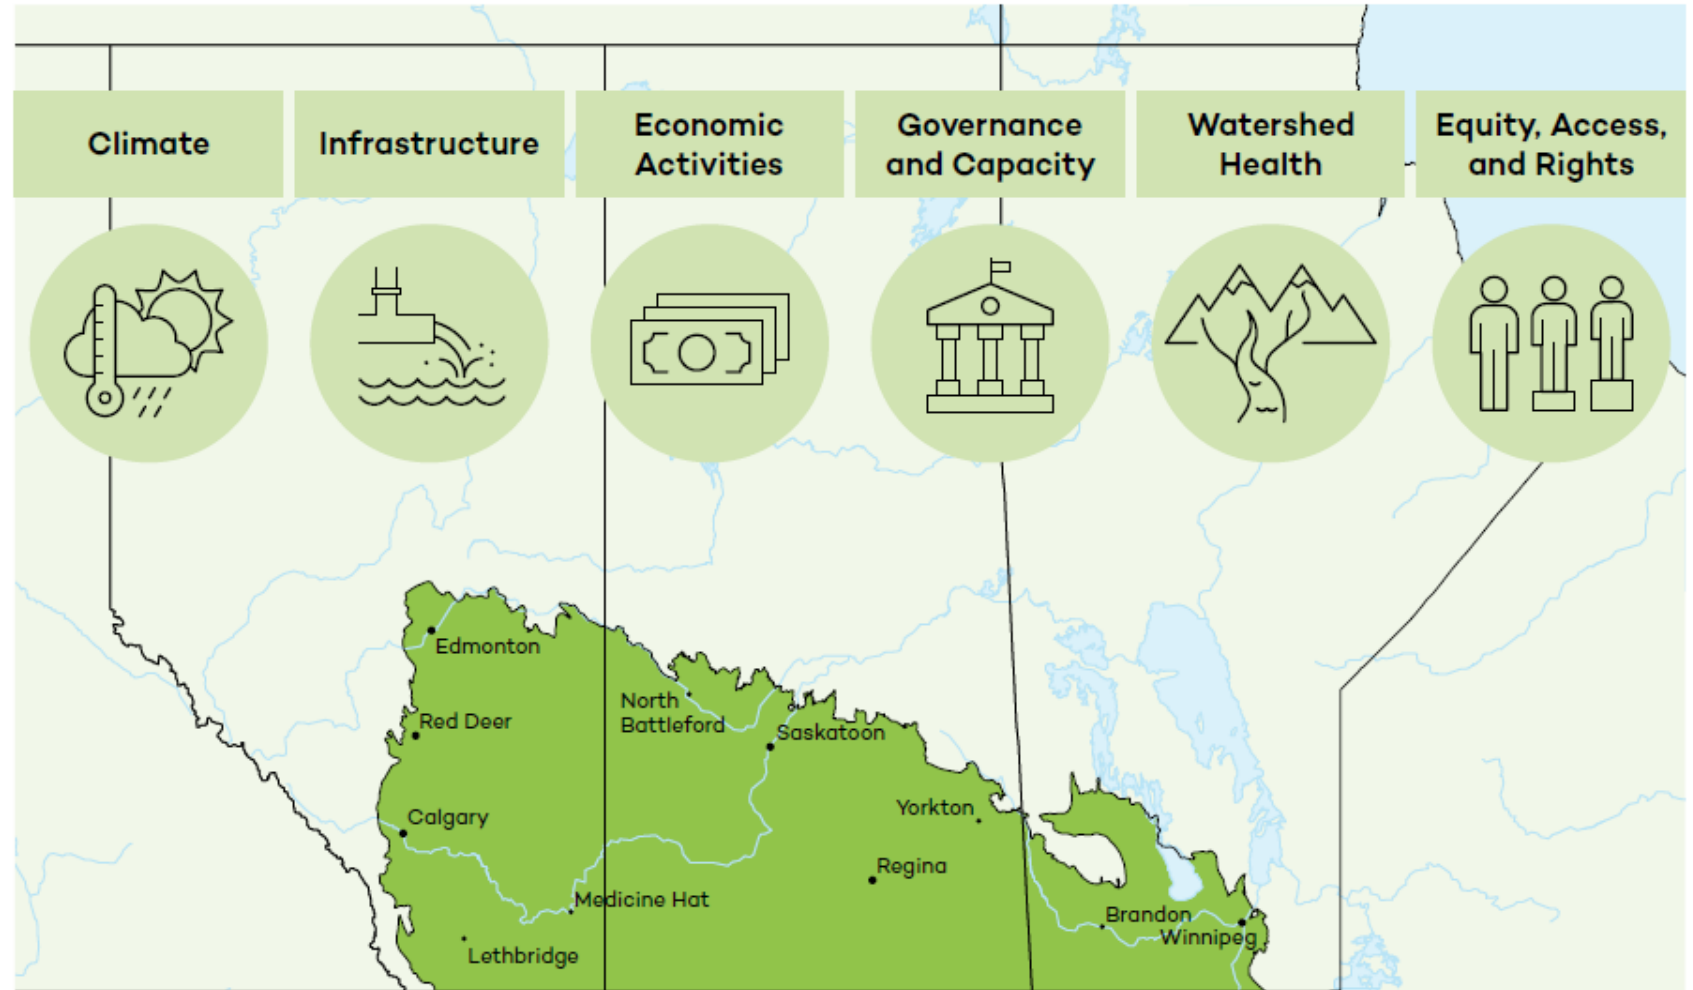 Climate
Infrastructure
Economic
Activities
Governance
and Capacity
Watershed
Health
Equity, Access,
and Rights
Edmonton
Red Deer
North
Battleford
Saskatoon
Calgary
Yorkton
Regina
Medicine Hat
Brandon
Winnipeg
Lethbridge